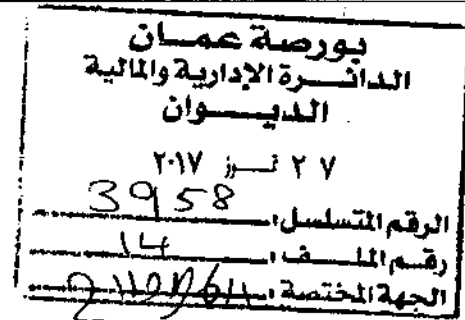 بورصة عمان
الدائرة الإدارية والمالية
الديوان
٢٧ تموز ٢٠١٧
3958
الرقم المتسلسل:
14
رقم الملف:
الجهة المختصة: